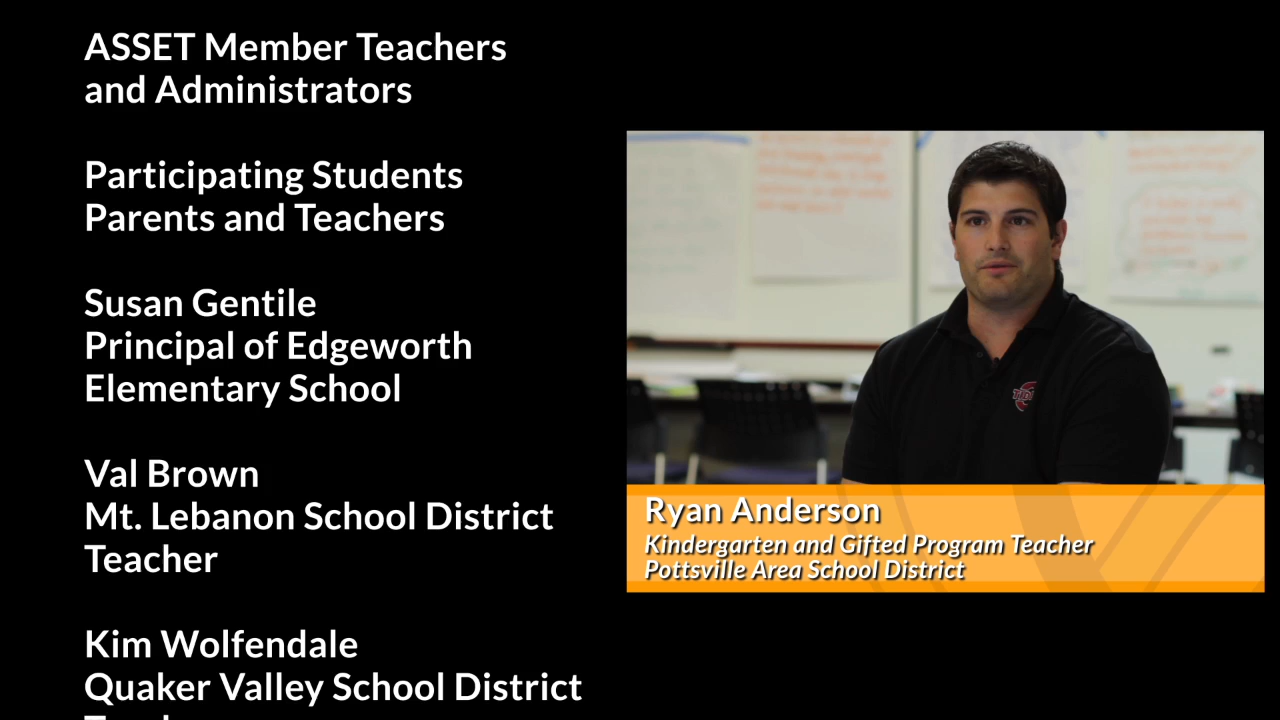 ASSET Member Teachers
and Administrators
Participating Students
Parents and Teachers
Susan Gentile
Principal of Edgeworth
Elementary School
Val Brown
Mt. Lebanon School District
Teacher
Kim Wolfendale
Quaker Valley School District
Ryan Anderson
Kindergarten and Gifted Program Teacher
Pottsville Area School District